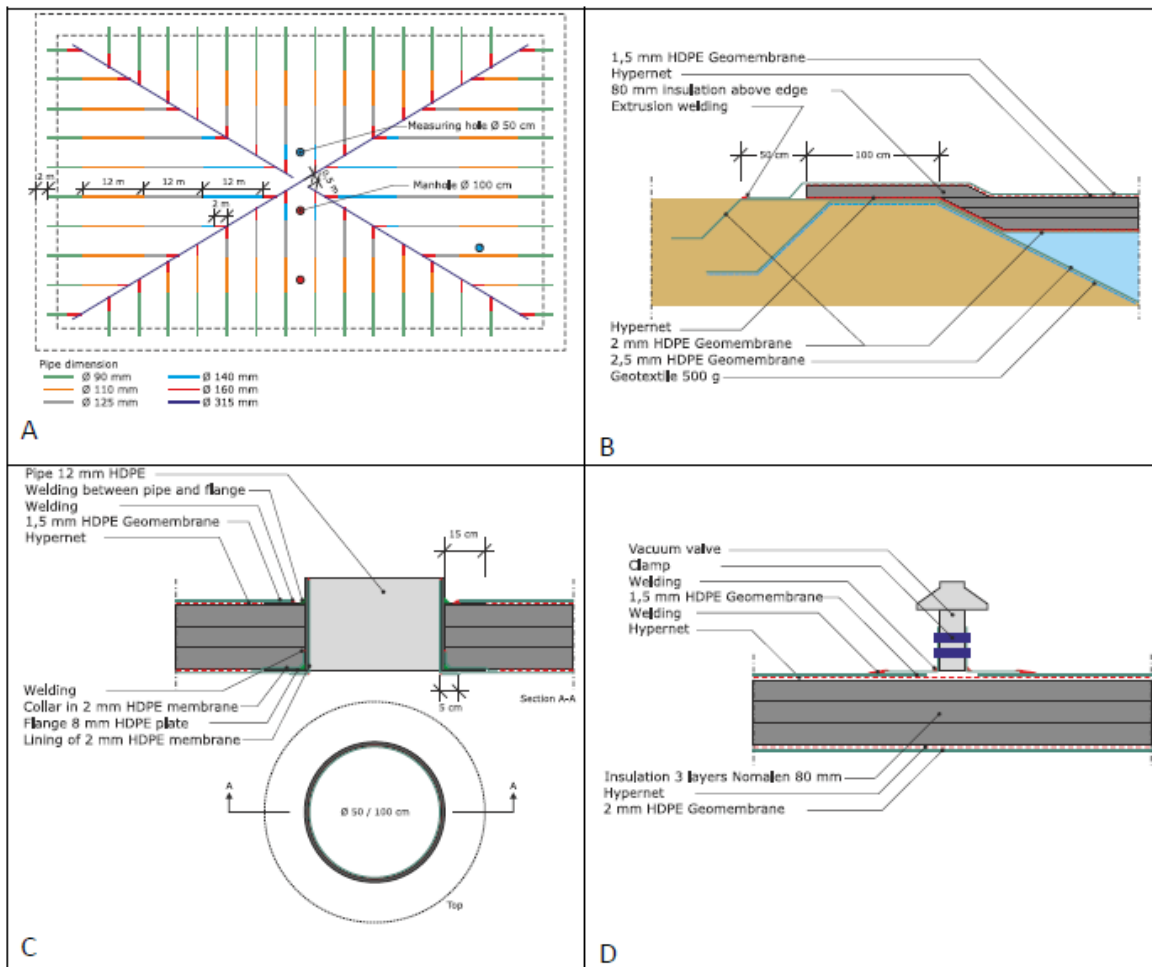 Measuring hole Ø 50 cm
2 m
12 m
12 m
12 m
0.5 m
Manhole Ø 100 cm
2 m
Pipe dimension
Ø 90 mm
Ø 140 mm
Ø 110 mm
Ø 160 mm
Ø 125 mm
Ø 315 mm
A
1,5 mm HDPE Geomembrane
Hypernet
80 mm insulation above edge
Extrusion welding
50 cm
100 cm
Hypernet
2 mm HDPE Geomembrane
2,5 mm HDPE Geomembrane
Geotextile 500 g
B
Pipe 12 mm HDPE
Welding between pipe and flange
Welding
1,5 mm HDPE Geomembrane
Hypernet
15 cm
Welding
Collar in 2 mm HDPE membrane
Flange 8 mm HDPE plate
Lining of 2 mm HDPE membrane
5 cm
Section A-A
A
A
Ø 50 / 100 cm
Top
C
Vacuum valve
Clamp
Welding
1,5 mm HDPE Geomembrane
Welding
Hypernet
Insulation 3 layers Nomalen 80 mm
Hypernet
2 mm HDPE Geomembrane
D